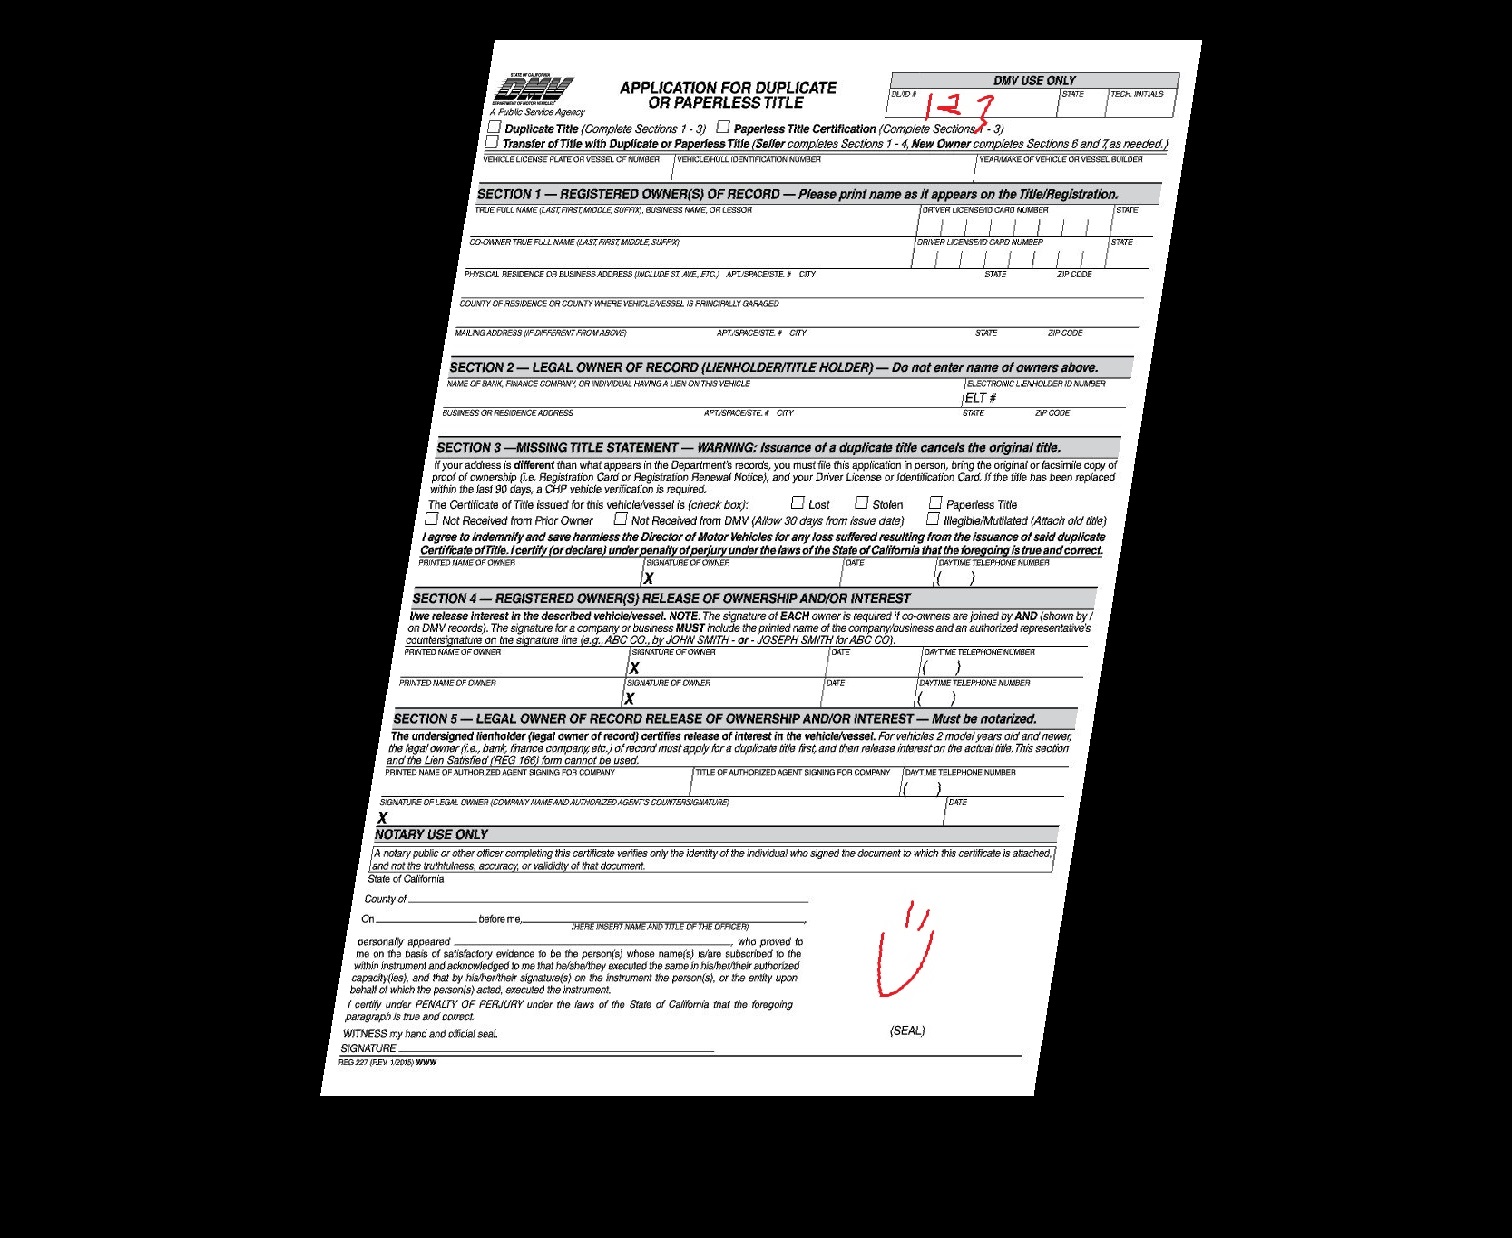 STATE OF CALIFORNIA
DMV
DEPARTMENT OF MOTOR VEHICLES
A Public Service Agency
APPLICATION FOR DUPLICATE
OR PAPERLESS TITLE
DMV USE ONLY
DL/ID # 123 STATE TECH. INITIALS
Duplicate Title (Complete Sections 1 - 3) Paperless Title Certification (Complete Sections 1 - 3)
Transfer of Title with Duplicate or Paperless Title (Seller completes Sections 1 - 4, New Owner completes Sections 6 and 7, as needed.)
VEHICLE LICENSE PLATE OR VESSEL CF NUMBER VEHICLE/HULL IDENTIFICATION NUMBER YEAR/MAKE OF VEHICLE OR VESSEL BUILDER
SECTION 1 — REGISTERED OWNER(S) OF RECORD — Please print name as it appears on the Title/Registration.
TRUE FULL NAME (LAST, FIRST, MIDDLE, SUFFIX), BUSINESS NAME, OR LESSOR DRIVER LICENSE/ID CARD NUMBER STATE
CO-OWNER TRUE FULL NAME (LAST, FIRST, MIDDLE, SUFFIX) DRIVER LICENSE/ID CARD NUMBER STATE
PHYSICAL RESIDENCE OR BUSINESS ADDRESS (INCLUDE ST. AVE., ETC.) APT./SPACE/STE. # CITY STATE ZIP CODE
COUNTY OF RESIDENCE OR COUNTY WHERE VEHICLE/VESSEL IS PRINCIPALLY GARAGED
MAILING ADDRESS (IF DIFFERENT FROM ABOVE) APT./SPACE/STE. # CITY STATE ZIP CODE
SECTION 2 — LEGAL OWNER OF RECORD (LIENHOLDER/TITLE HOLDER) — Do not enter name of owners above.
NAME OF BANK, FINANCE COMPANY, OR INDIVIDUAL HAVING A LIEN ON THIS VEHICLE ELECTRONIC LIENHOLDER ID NUMBER
ELT #
BUSINESS OR RESIDENCE ADDRESS APT./SPACE/STE. # CITY STATE ZIP CODE
SECTION 3 —MISSING TITLE STATEMENT — WARNING: Issuance of a duplicate title cancels the original title.
If your address is different than what appears in the Department's records, you must file this application in person, bring the original or facsimile copy of
proof of ownership (i.e. Registration Card or Registration Renewal Notice), and your Driver License or Identification Card. If the title has been replaced
within the last 90 days, a CHP vehicle verification is required.
The Certificate of Title issued for this vehicle/vessel is (check box): Lost Stolen Paperless Title
Not Received from Prior Owner Not Received from DMV (Allow 30 days from issue date) Illegible/Mutilated (Attach old title)
I agree to indemnify and save harmless the Director of Motor Vehicles for any loss suffered resulting from the issuance of said duplicate
Certificate of Title. I certify (or declare) under penalty of perjury under the laws of the State of California that the foregoing is true and correct.
PRINTED NAME OF OWNER SIGNATURE OF OWNER DATE DAYTIME TELEPHONE NUMBER
X ( )
SECTION 4 — REGISTERED OWNER(S) RELEASE OF OWNERSHIP AND/OR INTEREST
I/we release interest in the described vehicle/vessel. NOTE. The signature of EACH owner is required if co-owners are joined by AND (shown by /
on DMV records). The signature for a company or business MUST include the printed name of the company/business and an authorized representative's
countersignature on the signature line (e.g., ABC CO., by JOHN SMITH - or - JOSEPH SMITH for ABC CO).
PRINTED NAME OF OWNER SIGNATURE OF OWNER DATE DAYTIME TELEPHONE NUMBER
X ( )
PRINTED NAME OF OWNER SIGNATURE OF OWNER DATE DAYTIME TELEPHONE NUMBER
X ( )
SECTION 5 — LEGAL OWNER OF RECORD RELEASE OF OWNERSHIP AND/OR INTEREST — Must be notarized.
The undersigned lienholder (legal owner of record) certifies release of interest in the vehicle/vessel. For vehicles 2 model years old and newer,
the legal owner (i.e., bank, finance company, etc.) of record must apply for a duplicate title first, and then release interest on the actual title. This section
and the Lien Satisfied (REG 166) form cannot be used.
PRINTED NAME OF AUTHORIZED AGENT SIGNING FOR COMPANY TITLE OF AUTHORIZED AGENT SIGNING FOR COMPANY DAYTIME TELEPHONE NUMBER
( )
SIGNATURE OF LEGAL OWNER (COMPANY NAME AND AUTHORIZED AGENT'S COUNTERSIGNATURE) DATE
X
NOTARY USE ONLY
A notary public or other officer completing this certificate verifies only the identity of the individual who signed the document to which this certificate is attached,
and not the truthfulness, accuracy, or validity of that document.
State of California
County of
On before me,
(HERE INSERT NAME AND TITLE OF THE OFFICER)
personally appeared , who proved to
me on the basis of satisfactory evidence to be the person(s) whose name(s) is/are subscribed to the
within instrument and acknowledged to me that he/she/they executed the same in his/her/their authorized
capacity(ies), and that by his/her/their signature(s) on the instrument the person(s), or the entity upon
behalf of which the person(s) acted, executed the instrument.
I certify under PENALTY OF PERJURY under the laws of the State of California that the foregoing
paragraph is true and correct.
WITNESS my hand and official seal.
(SEAL)
SIGNATURE
REG 227 (REV. 1/2015) WWW